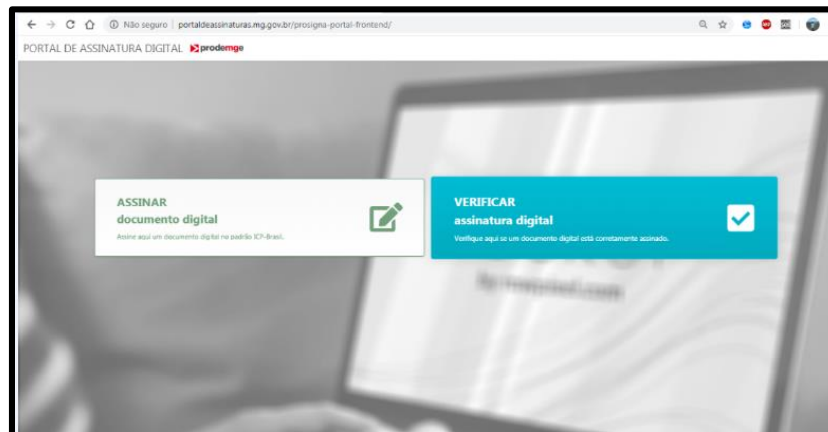 Não seguro | portaldeassinaturas.mg.gov.br/prosigna-portal-frontend/
PORTAL DE ASSINATURA DIGITAL prodemge
ASSINAR
documento digital
Assine aqui um documento digital no padrão ICP-Brasil.
VERIFICAR
assinatura digital
Verifique aqui se um documento digital está corretamente assinado.